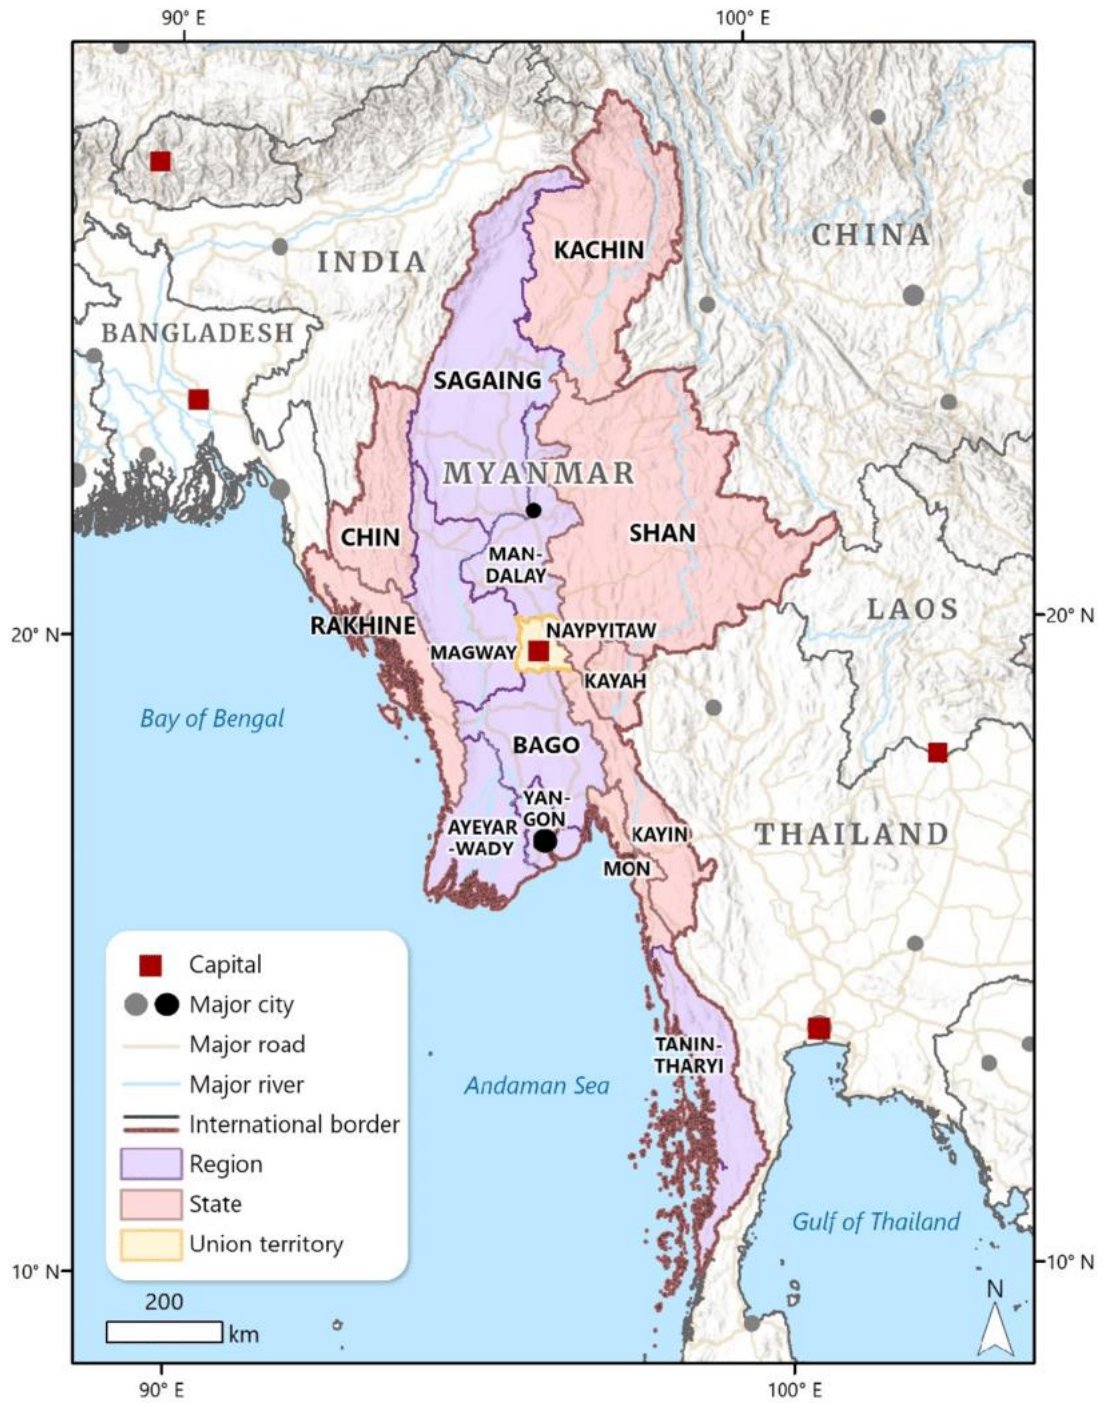 90° E
100° E
KACHIN
CHINA
INDIA
BANGLADESH
SAGAING
MYANMAR
CHIN
SHAN
MAN-
DALAY
LAOS
RAKHINE
NAYPYITAW
20° N
20° N
MAGWAY
KAYAH
Bay of Bengal
BAGO
YAN-
GON
AYEYAR
-WADY
KAYIN
THAILAND
MON
Capital
Major city
Major road
Major river
International border
Region
State
Union territory
TANIN-
THARYI
Andaman Sea
Gulf of Thailand
10° N
10° N
200
km
N
90° E
100° E